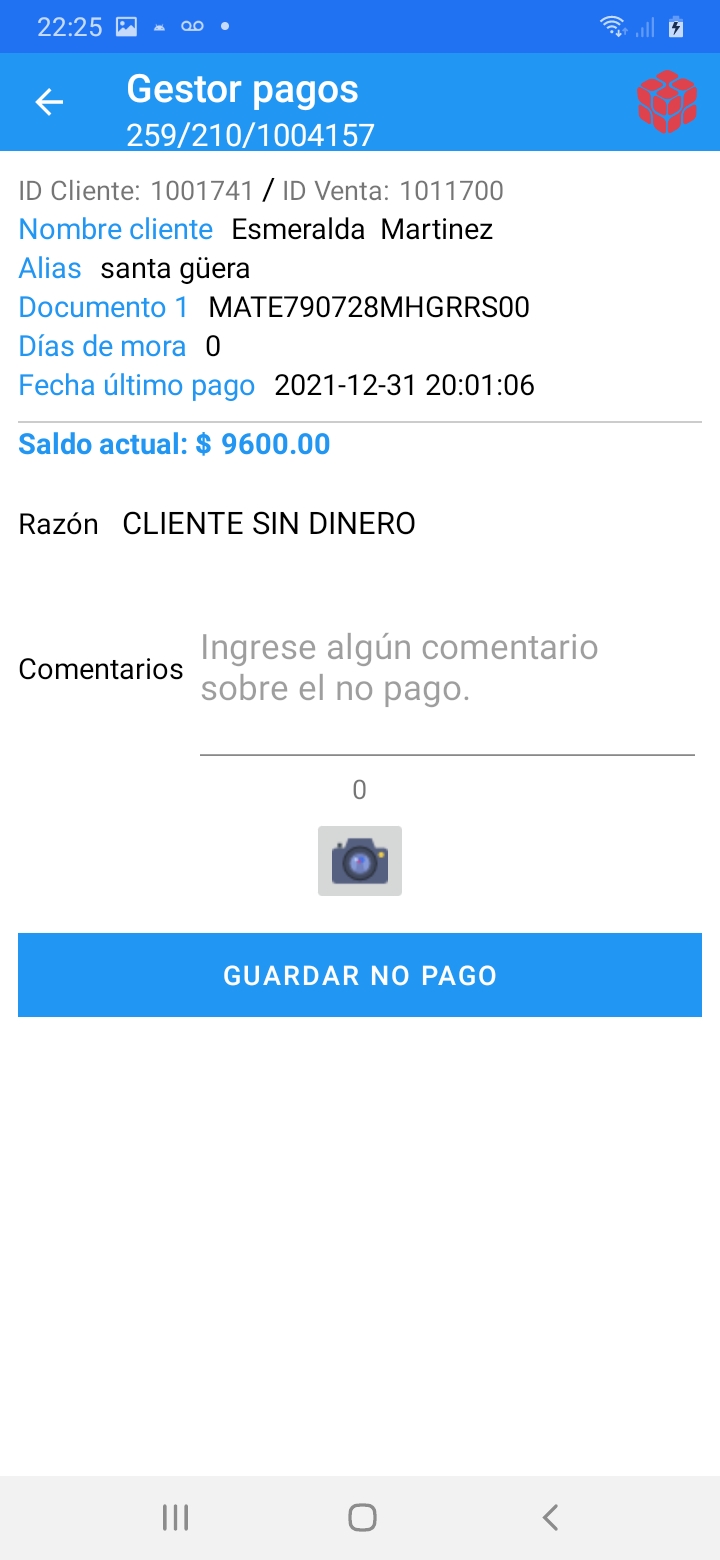 22:25
Gestor pagos
259/210/1004157
ID Cliente: 1001741 / ID Venta: 1011700
Nombre cliente Esmeralda Martinez
Alias santa güera
Documento 1 MATE790728MHGRRS00
Días de mora 0
Fecha último pago 2021-12-31 20:01:06
Saldo actual: $ 9600.00
Razón CLIENTE SIN DINERO
Comentarios Ingrese algún comentario
sobre el no pago.
0
GUARDAR NO PAGO